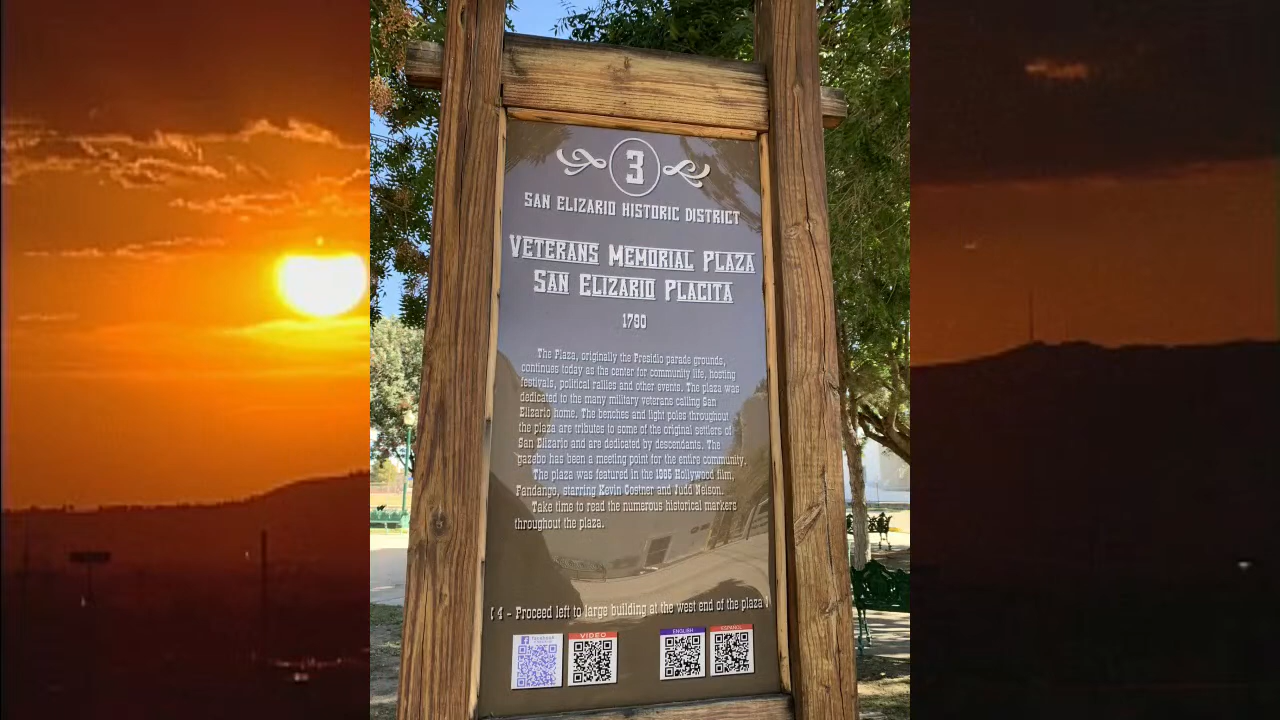 3
SAN ELIZARIO HISTORIC DISTRICT
VETERANS MEMORIAL PLAZA
SAN ELIZARIO PLACITA
1790
The Plaza, originally the Presidio parade grounds,
continues today as the center for community life, hosting
festivals, political rallies and other events. The plaza was
dedicated to the many military veterans calling San
Elizario home. The benches and light poles throughout
the plaza are tributes to some of the original settlers of
San Elizario and are dedicated by descendants. The
gazebo has been a meeting point for the entire community.
The plaza was featured in the 1985 Hollywood film,
Fandango, starring Kevin Costner and Judd Nelson.
Take time to read the numerous historical markers
throughout the plaza.
[ 4 - Proceed left to large building at the west end of the plaza ]
facebook
VIDEO
ENGLISH
ESPAÑOL